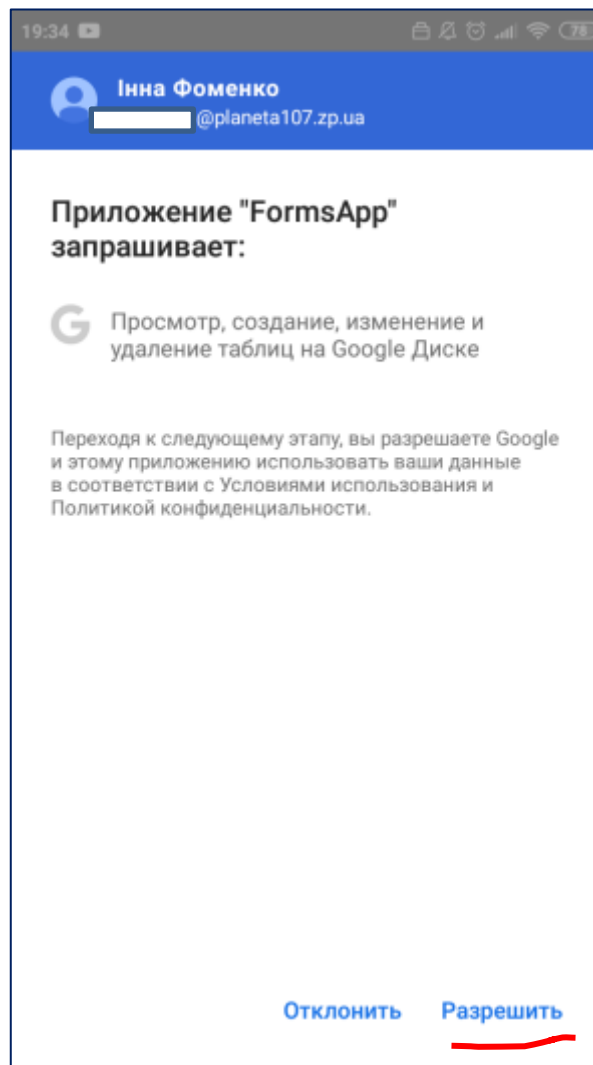 19:34
78
Інна Фоменко
@planeta107.zp.ua
Приложение "FormsApp"
запрашивает:
G Просмотр, создание, изменение и
удаление таблиц на Google Диске
Переходя к следующему этапу, вы разрешаете Google
и этому приложению использовать ваши данные
в соответствии с Условиями использования и
Политикой конфиденциальности.
Отклонить Разрешить